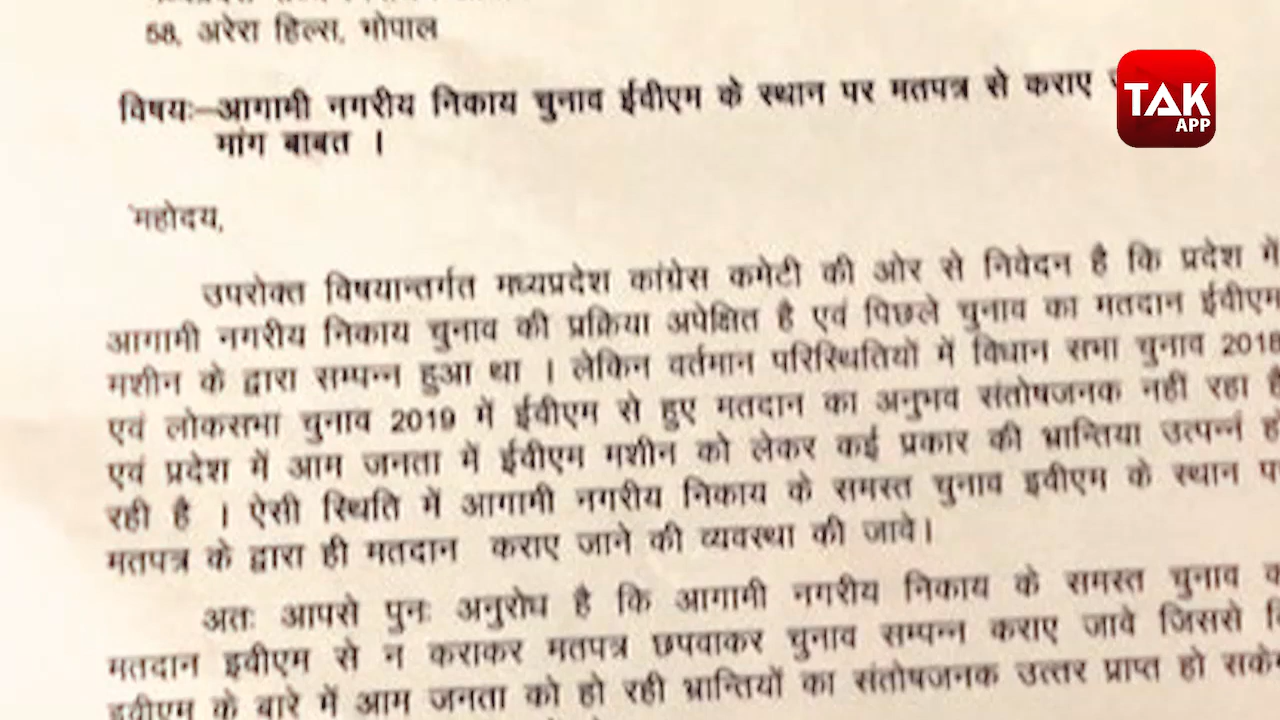 58, अरेरा हिल्स, भोपाल
विषयः–आगामी नगरीय निकाय चुनाव ईवीएम के स्थान पर मतपत्र से कराए
मांग बाबत ।
महोदय,
उपरोक्त विषयान्तर्गत मध्यप्रदेश कांग्रेस कमेटी की ओर से निवेदन है कि प्रदेश में
आगामी नगरीय निकाय चुनाव की प्रक्रिया अपेक्षित है एवं पिछले चुनाव का मतदान ईवीएम
मशीन के द्वारा सम्पन्न हुआ था । लेकिन वर्तमान परिस्थितियों में विधान सभा चुनाव 2018
एवं लोकसभा चुनाव 2019 में ईवीएम से हुए मतदान का अनुभव संतोषजनक नहीं रहा है
एवं प्रदेश में आम जनता में ईवीएम मशीन को लेकर कई प्रकार की भ्रान्तिया उत्पन्न हो
रही है । ऐसी स्थिति में आगामी नगरीय निकाय के समस्त चुनाव इवीएम के स्थान
मतपत्र के द्वारा ही मतदान कराए जाने की व्यवस्था की जावे।
अतः आपसे पुनः अनुरोध है कि आगामी नगरीय निकाय के समस्त चुनाव
मतदान इवीएम से न कराकर मतपत्र छपवाकर चुनाव सम्पन्न कराए जावे जिससे
इवीएम के बारे में आम जनता को हो रही भ्रान्तियों का संतोषजनक उत्तर प्राप्त हो
TAK
APP